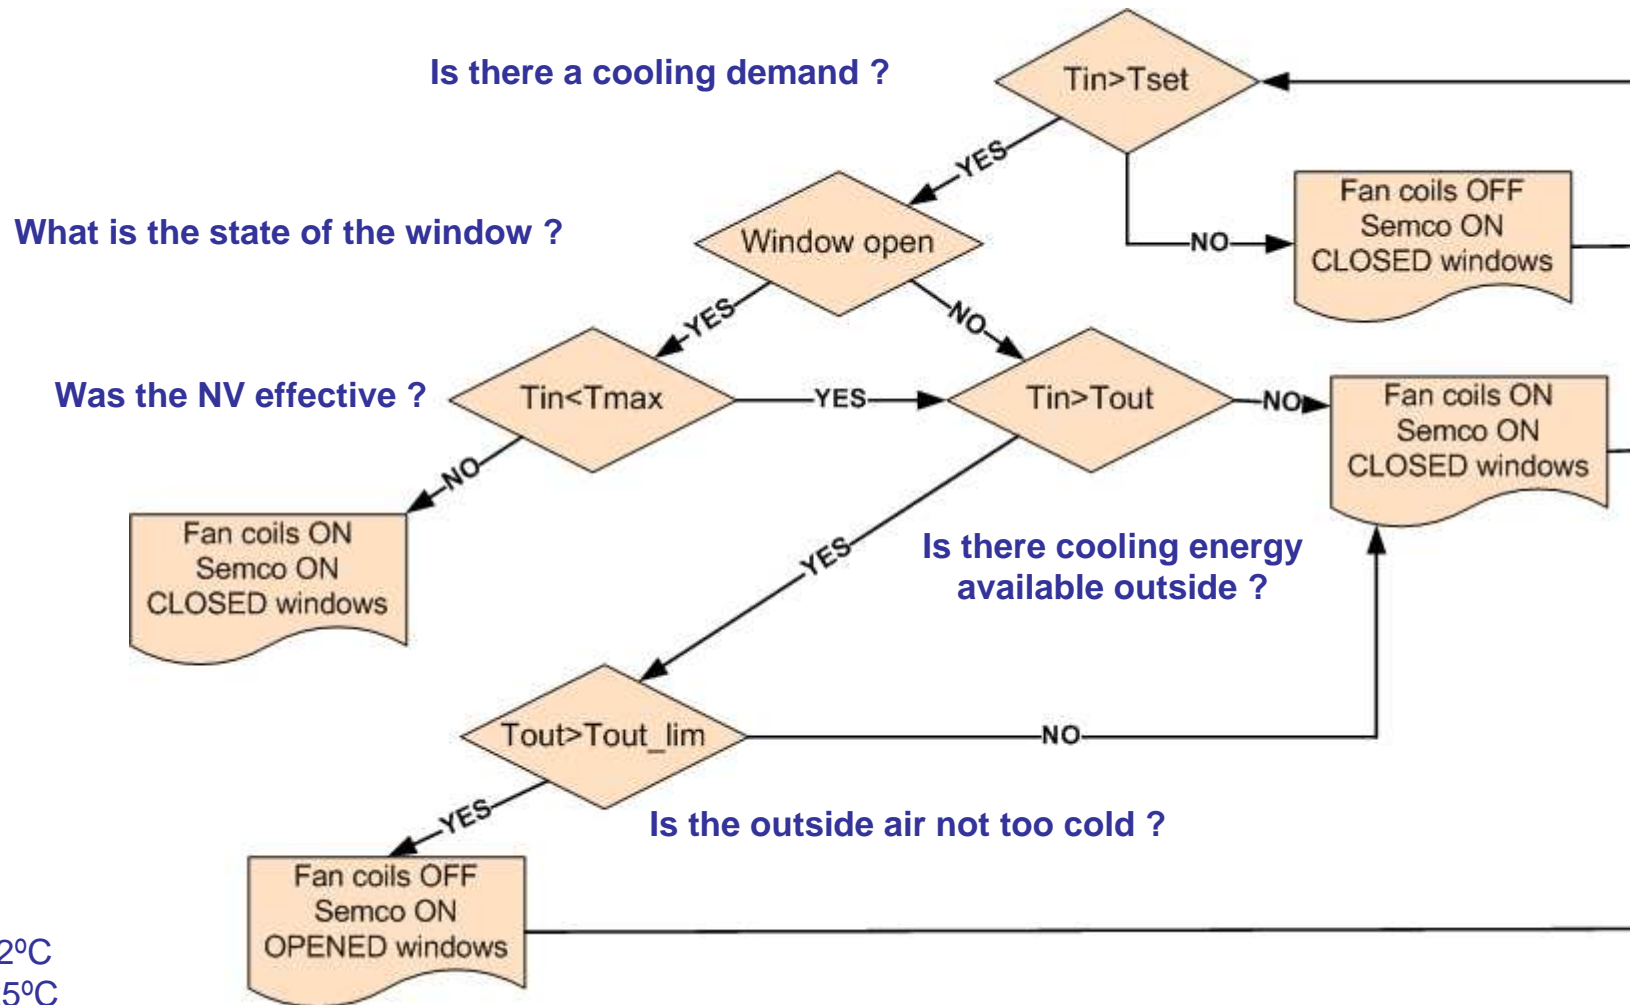 Is there a cooling demand ?
Tin>Tset
YES
NO
Fan coils OFF
Semco ON
CLOSED windows
What is the state of the window ?
Window open
YES
NO
Was the NV effective ?
Tin<Tmax
YES
Tin>Tout
NO
Fan coils ON
Semco ON
CLOSED windows
NO
Fan coils ON
Semco ON
CLOSED windows
YES
Is there cooling energy
available outside ?
Tout>Tout_lim
NO
YES
Is the outside air not too cold ?
Fan coils OFF
Semco ON
OPENED windows
2ºC
5ºC